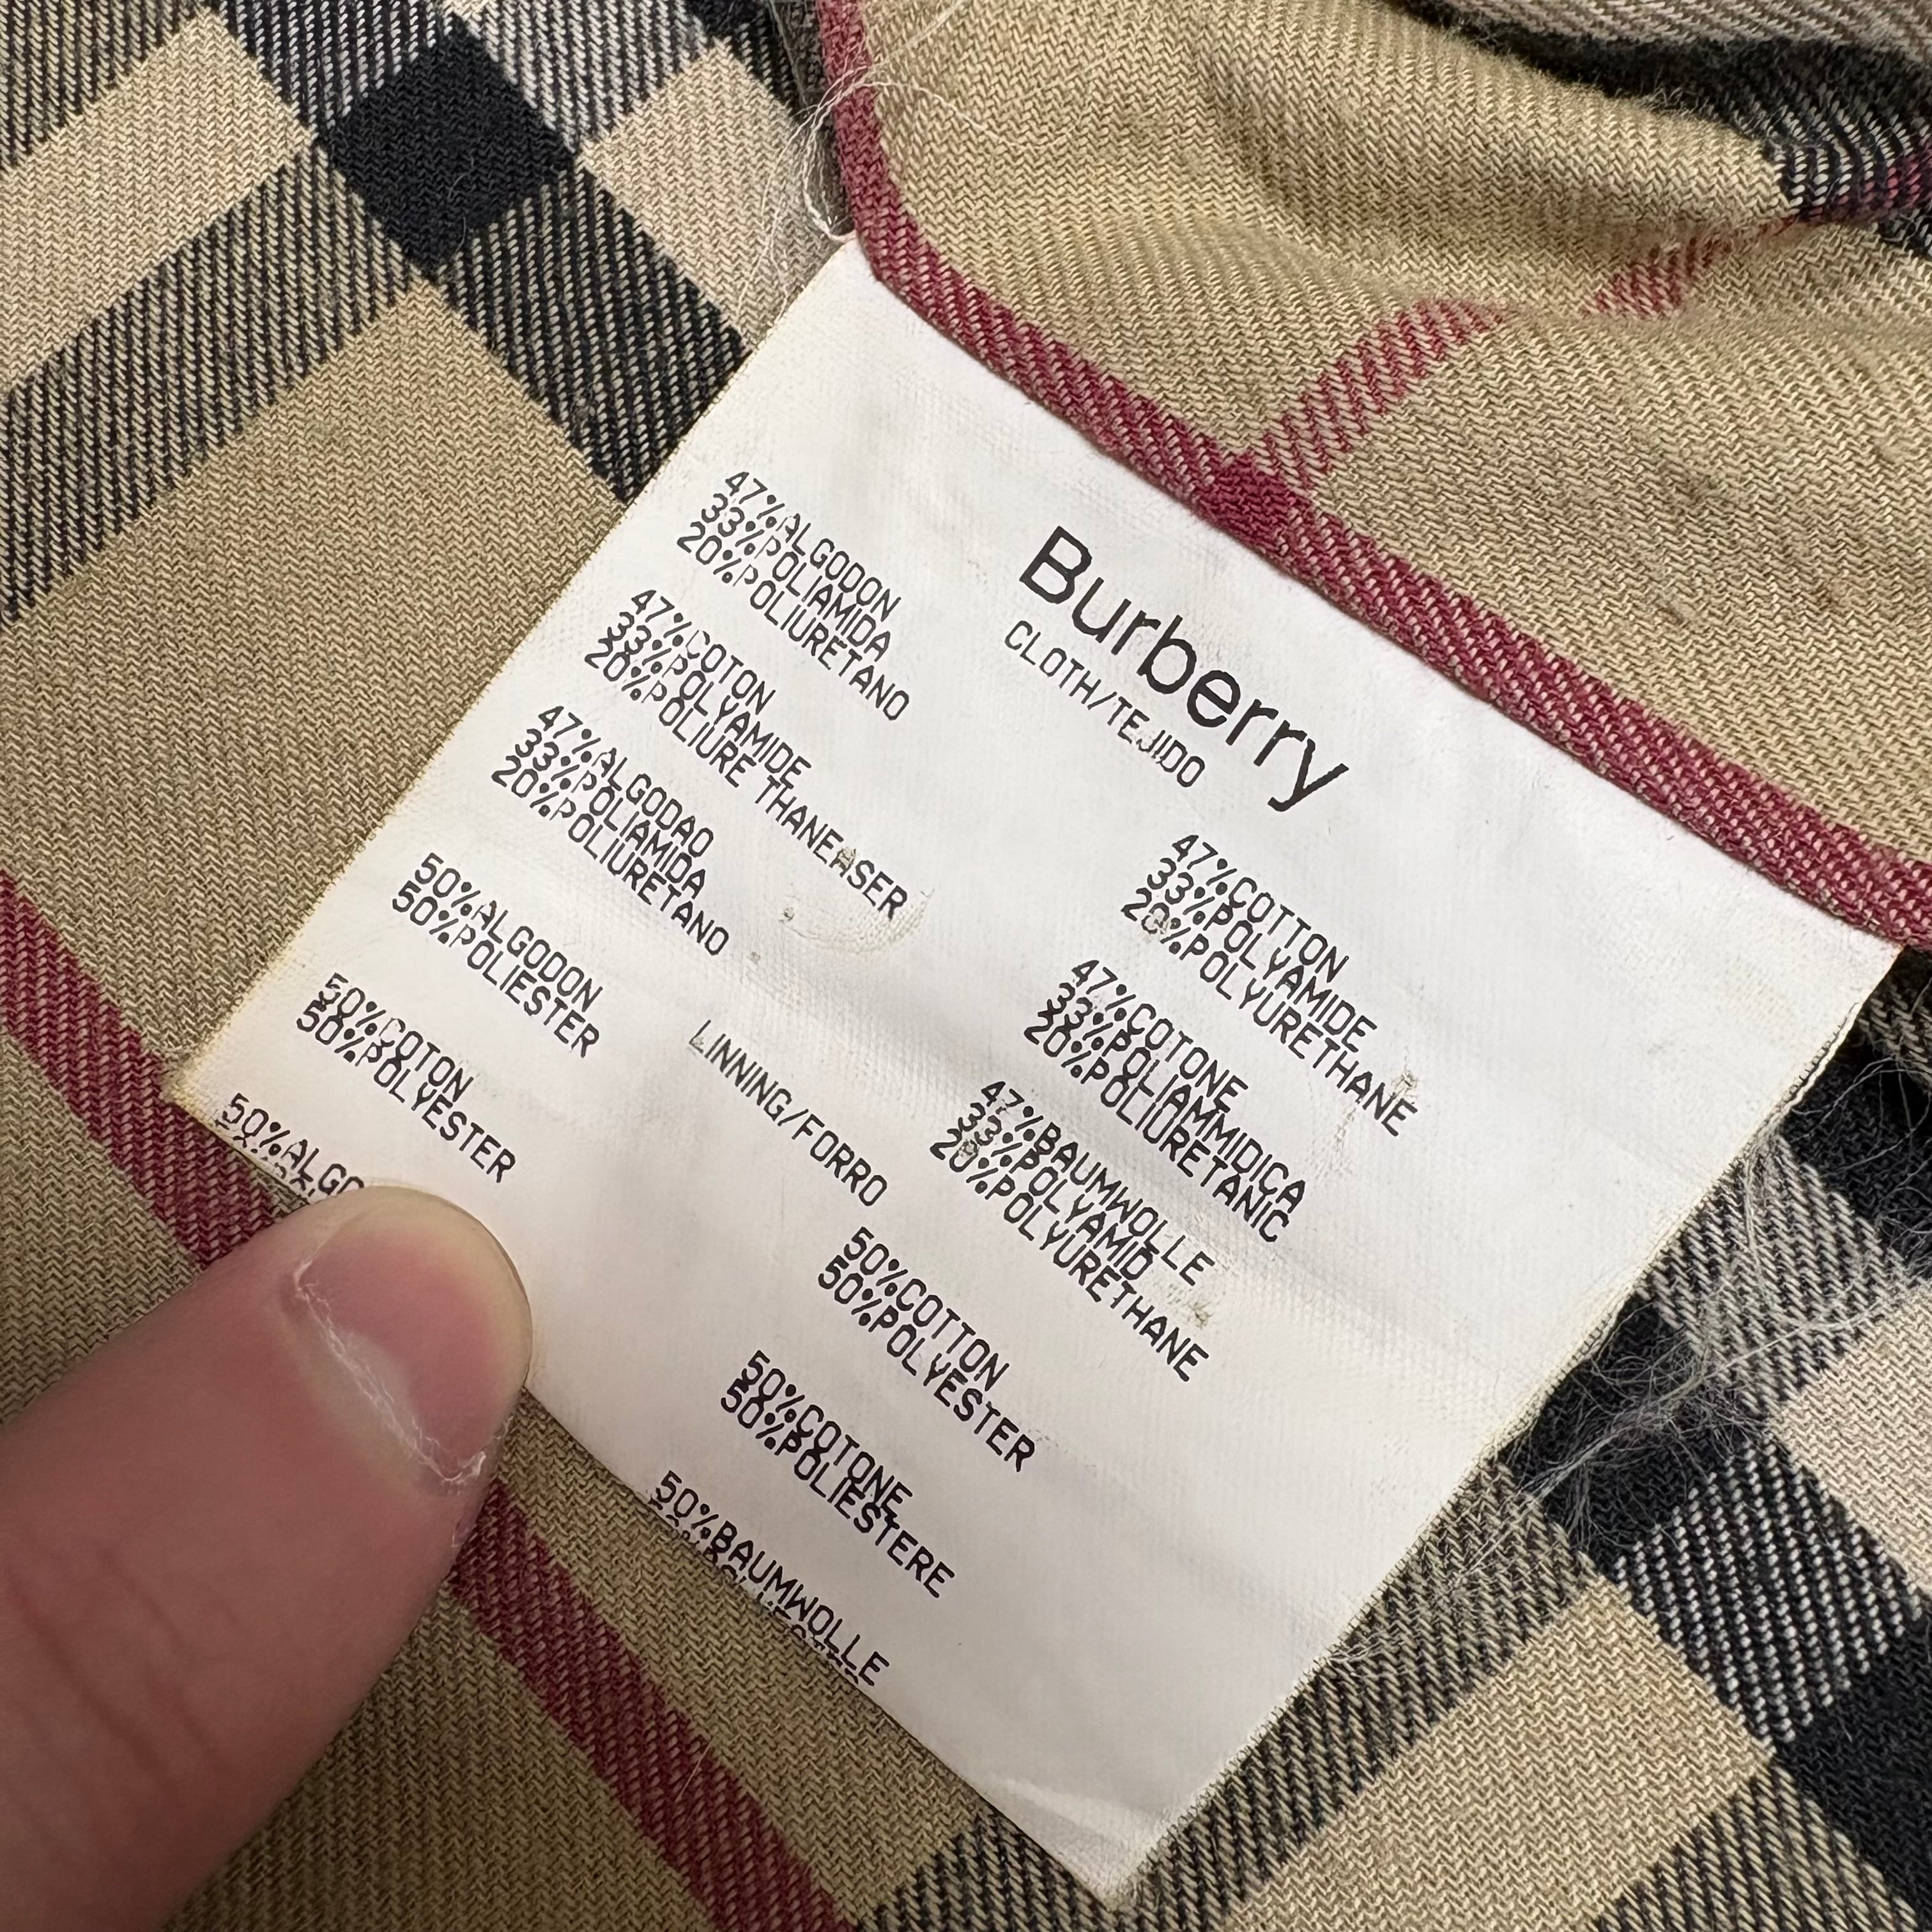 Burberry
CLOTH/TEJIDO
47%ALGODON
33%POLIAMIDA
20%POLIURETANO
47%COTON
33%POLYAMIDE
20%POLIURE THANEASER
47%ALGODAO
33%POLIAMIDA
20%POLIURETANO
47%COTTON
33%POLYAMIDE
20%POLYURETHANE
47%COTONE
33%POLIAMMIDICA
20%POLIURETANIC
47%BAUMWOLLE
33%POLYAMID
20%POLYURETHANE
LINNING/FORRO
50%ALGODON
50%POLIESTER
50%COTON
50%POLYESTER
50%ALGO
50%COTTON
50%POLYESTER
50%COTONE
50%POLIESTERE
50%BAUMWOLLE